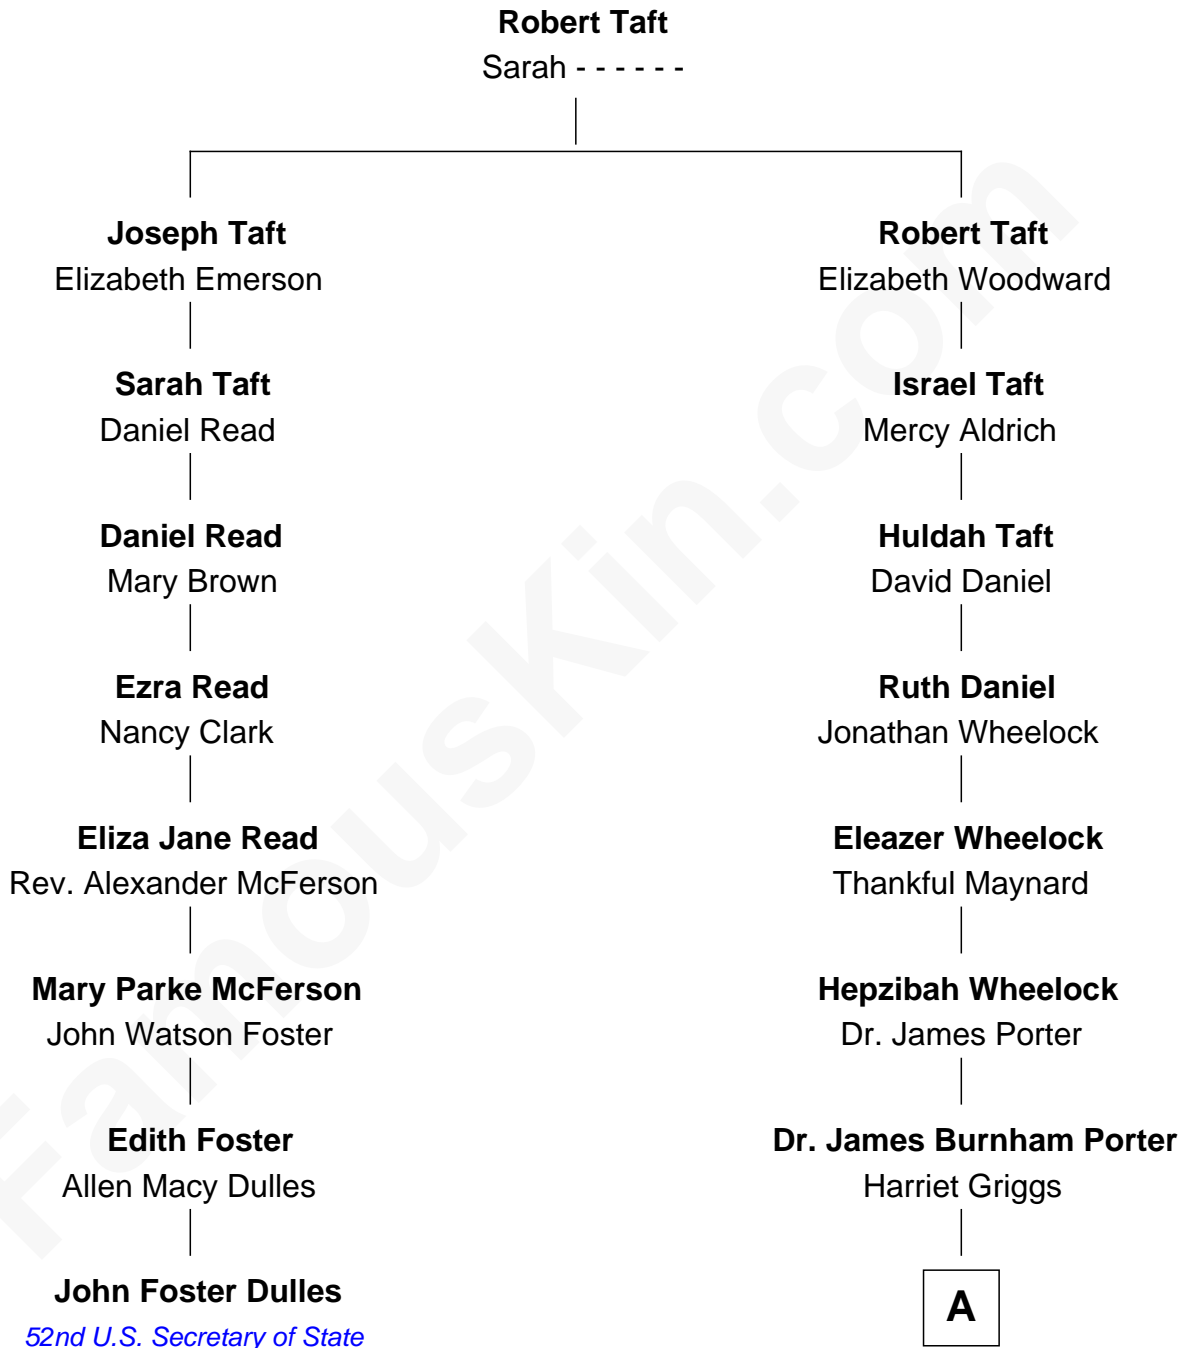 Robert Taft
Sarah - - - - - -
Joseph Taft
Elizabeth Emerson
Robert Taft
Elizabeth Woodward
Sarah Taft
Daniel Read
Israel Taft
Mercy Aldrich
Daniel Read
Mary Brown
Huldah Taft
David Daniel
Ezra Read
Nancy Clark
Ruth Daniel
Jonathan Wheelock
Eliza Jane Read
Rev. Alexander McFerson
Eleazer Wheelock
Thankful Maynard
Mary Parke McFerson
John Watson Foster
Hepzibah Wheelock
Dr. James Porter
Edith Foster
Allen Macy Dulles
Dr. James Burnham Porter
Harriet Griggs
John Foster Dulles
52nd U.S. Secretary of State
A
FamousKin.com